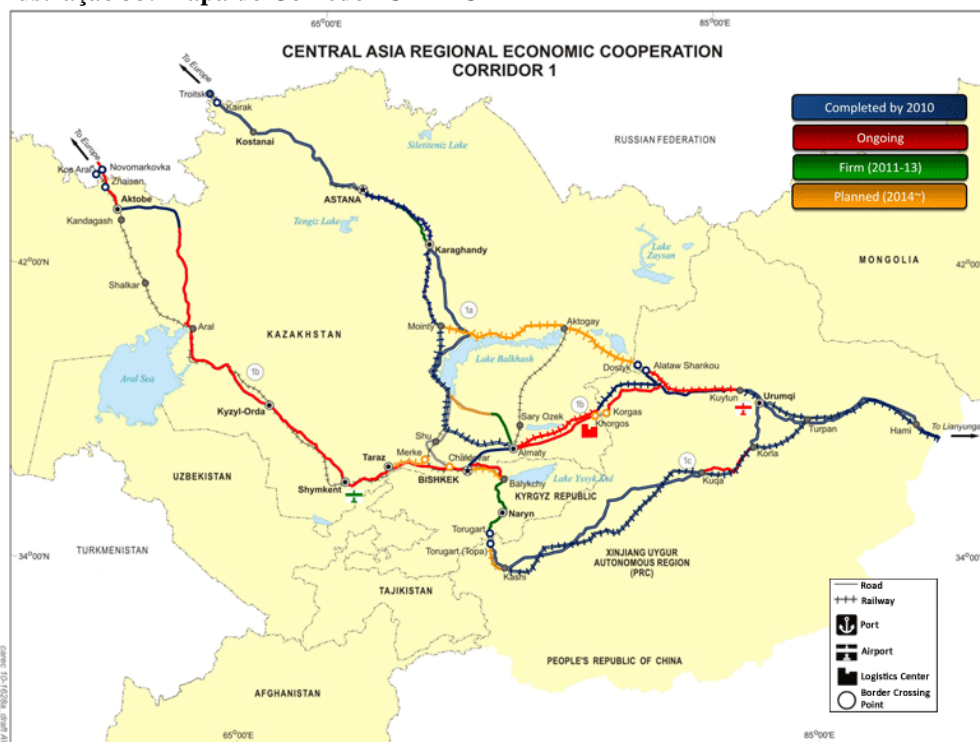 65°00'E
85°00'E
CENTRAL ASIA REGIONAL ECONOMIC COOPERATION
CORRIDOR 1
To Europe
Troitsk
Kairak
Kostanai
Siletiteniz Lake
RUSSIAN FEDERATION
Completed by 2010
Ongoing
Firm (2011-13)
Planned (2014~)
To Europe
Kos Aral
Novomarkovka
Zhaisen
Aktobe
Kandagash
ASTANA
Tengiz Lake
Karaghandy
Lake
Zaysan
MONGOLIA
42°00'N
42°00'N
Shalkar
Aral
KAZAKHSTAN
Mointy
1a
Aktogay
Lake Balkhash
Dostyk
Alataw Shankou
Aral Sea
1b
Kyzyl-Orda
Sary Ozek
1b
Korgas
Khorgos
Kuytun
Urumqi
Turpan
Hami
To Lianyunga
Shu
Almaty
Merke
Taraz
Chaldovar
BISHKEK
Balykchy
Lake Yssyk Kul
KYRGYZ REPUBLIC
Korla
1c
Kuqa
UZBEKISTAN
Shymkent
Naryn
Torugart
Torugart (Topa)
Kashi
34°00'N
34°00'N
TURKMENISTAN
XINJIANG UYGUR
AUTONOMOUS REGION
(PRC)
TAJIKISTAN
Road
Railway
Port
Airport
Logistics Center
Border Crossing
Point
PEOPLE'S REPUBLIC OF CHINA
AFGHANISTAN
65°00'E
85°00'E